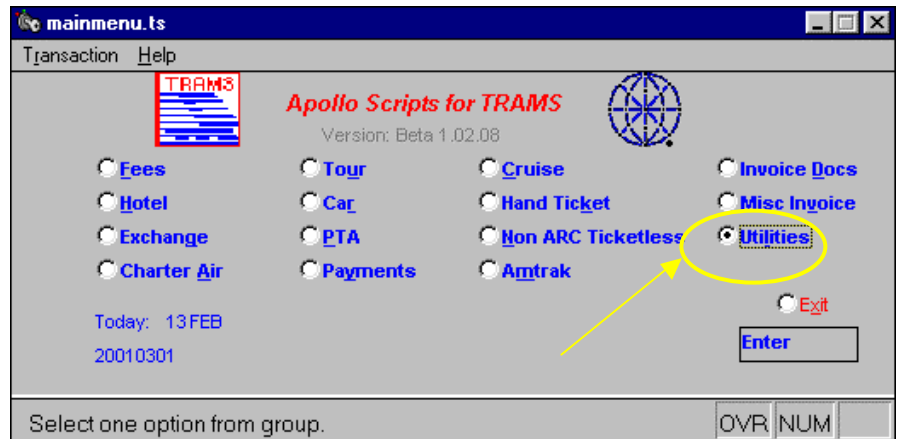 mainmenu.ts
Transaction Help
TRAMS
Apollo Scripts for TRAMS
Version: Beta 1.02.08
Fees Tour Cruise Invoice Docs
Hotel Car Hand Ticket Misc Invoice
Exchange PTA Non ARC Ticketless Utilities
Charter Air Payments Amtrak
Exit
Today: 13FEB
Enter
20010301
Select one option from group. OVR NUM